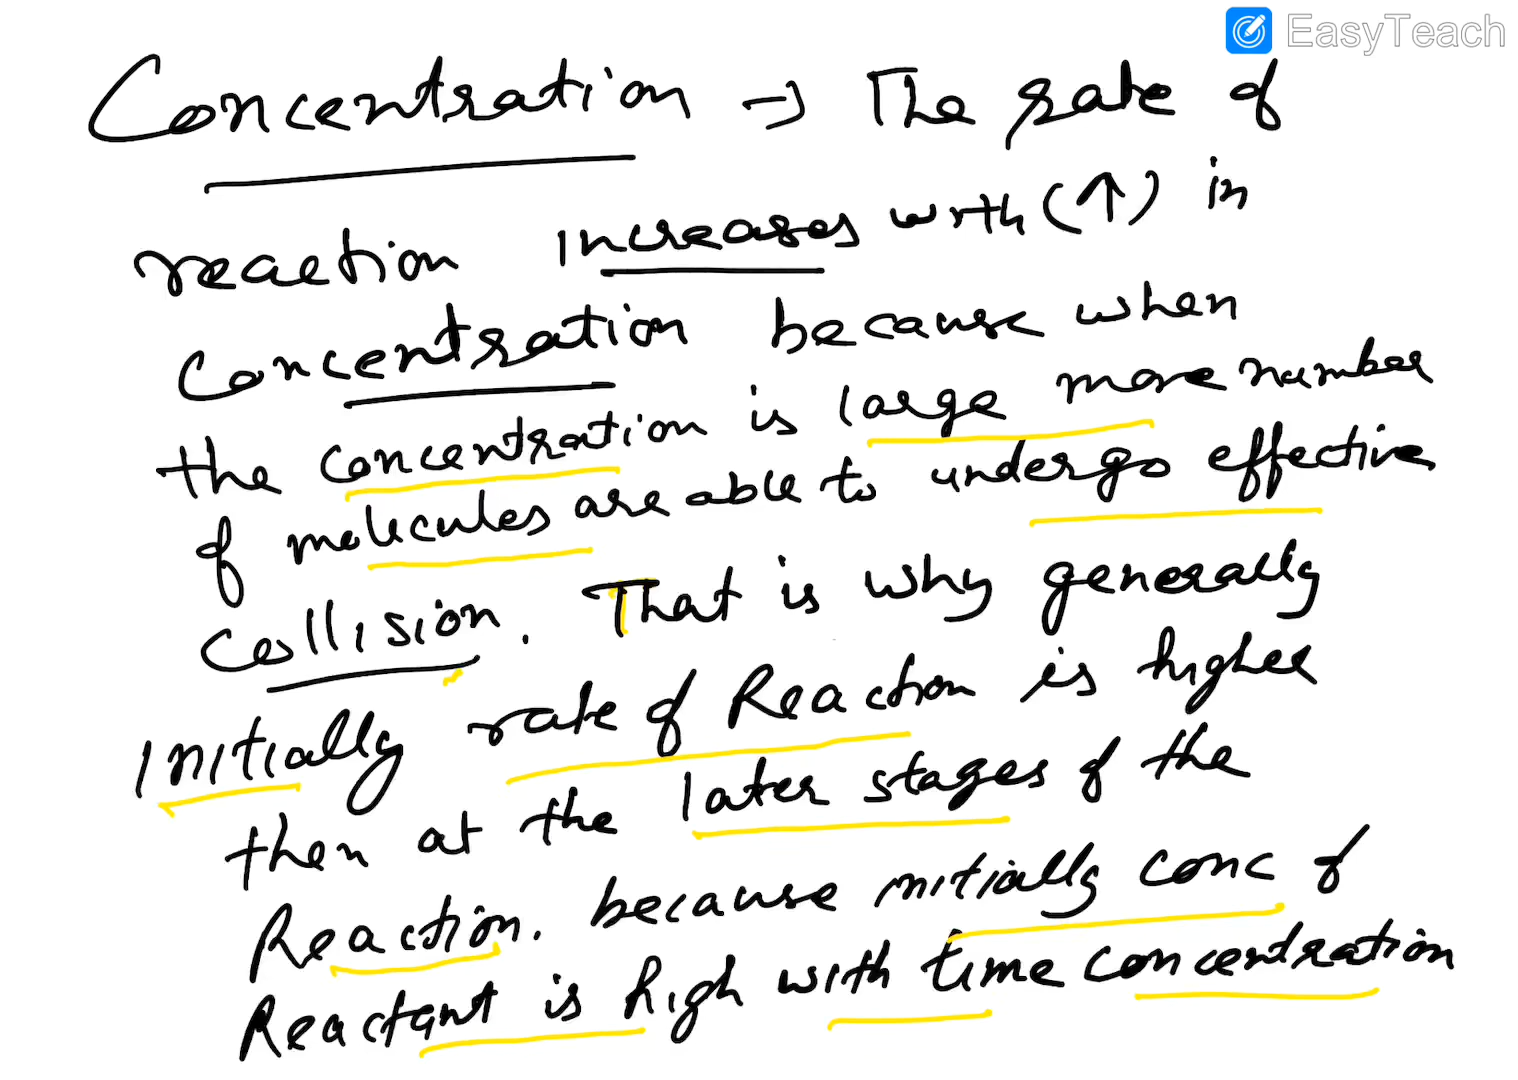 EasyTeach
Concentration → The rate of
reaction increases with (↑) in
Concentration because when
the concentration is large more number
of molecules are able to undergo effective
collision. That is why generally
Initially rate of Reaction is higher
then at the later stages of the
Reaction. because initially conc of
Reactant is high with time concentration